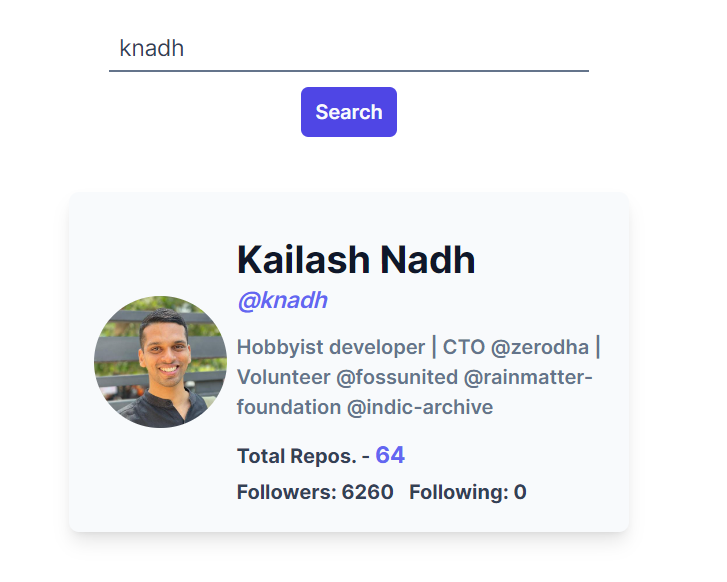 knadh
Search
Kailash Nadh
@knadh
Hobbyist developer | CTO @zerodha |
Volunteer @fossunited @rainmatter-
foundation @indic-archive
Total Repos. - 64
Followers: 6260 Following: 0